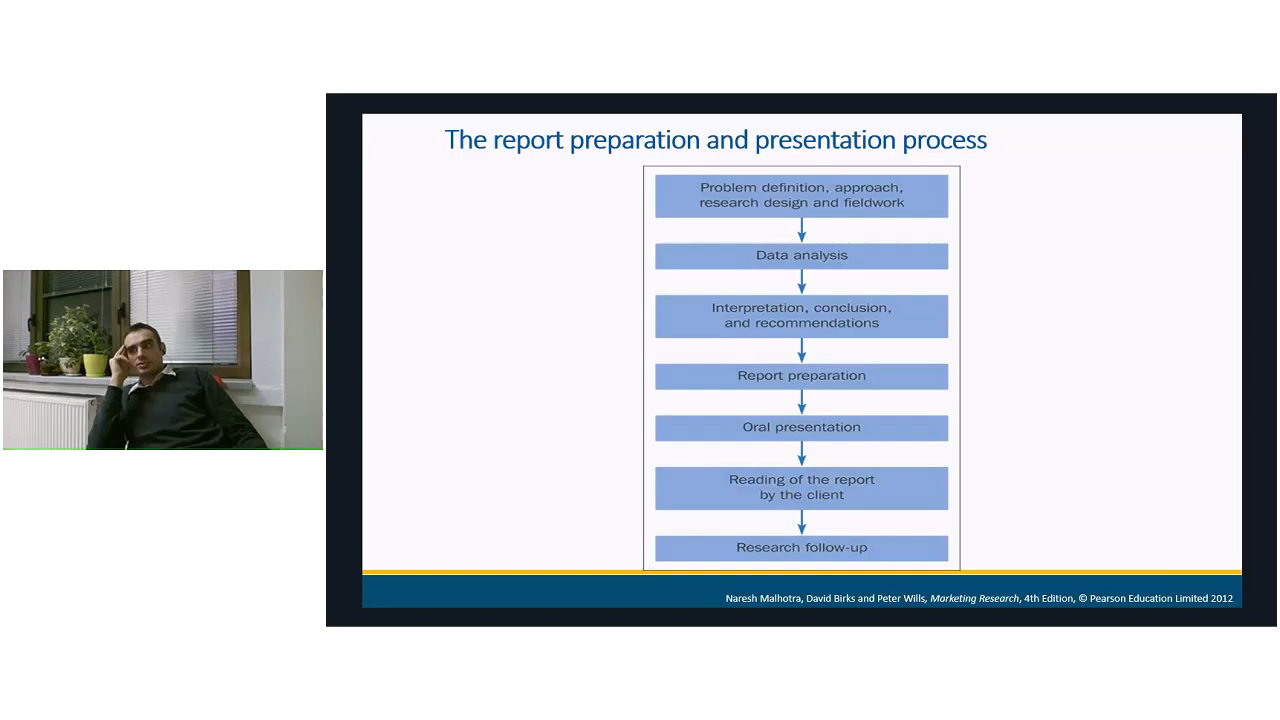 The report preparation and presentation process
Problem definition, approach,
research design and fieldwork
Data analysis
Interpretation, conclusion,
and recommendations
Report preparation
Oral presentation
Reading of the report
by the client
Research follow-up
Naresh Malhotra, David Birks and Peter Wills, Marketing Research, 4th Edition, © Pearson Education Limited 2012